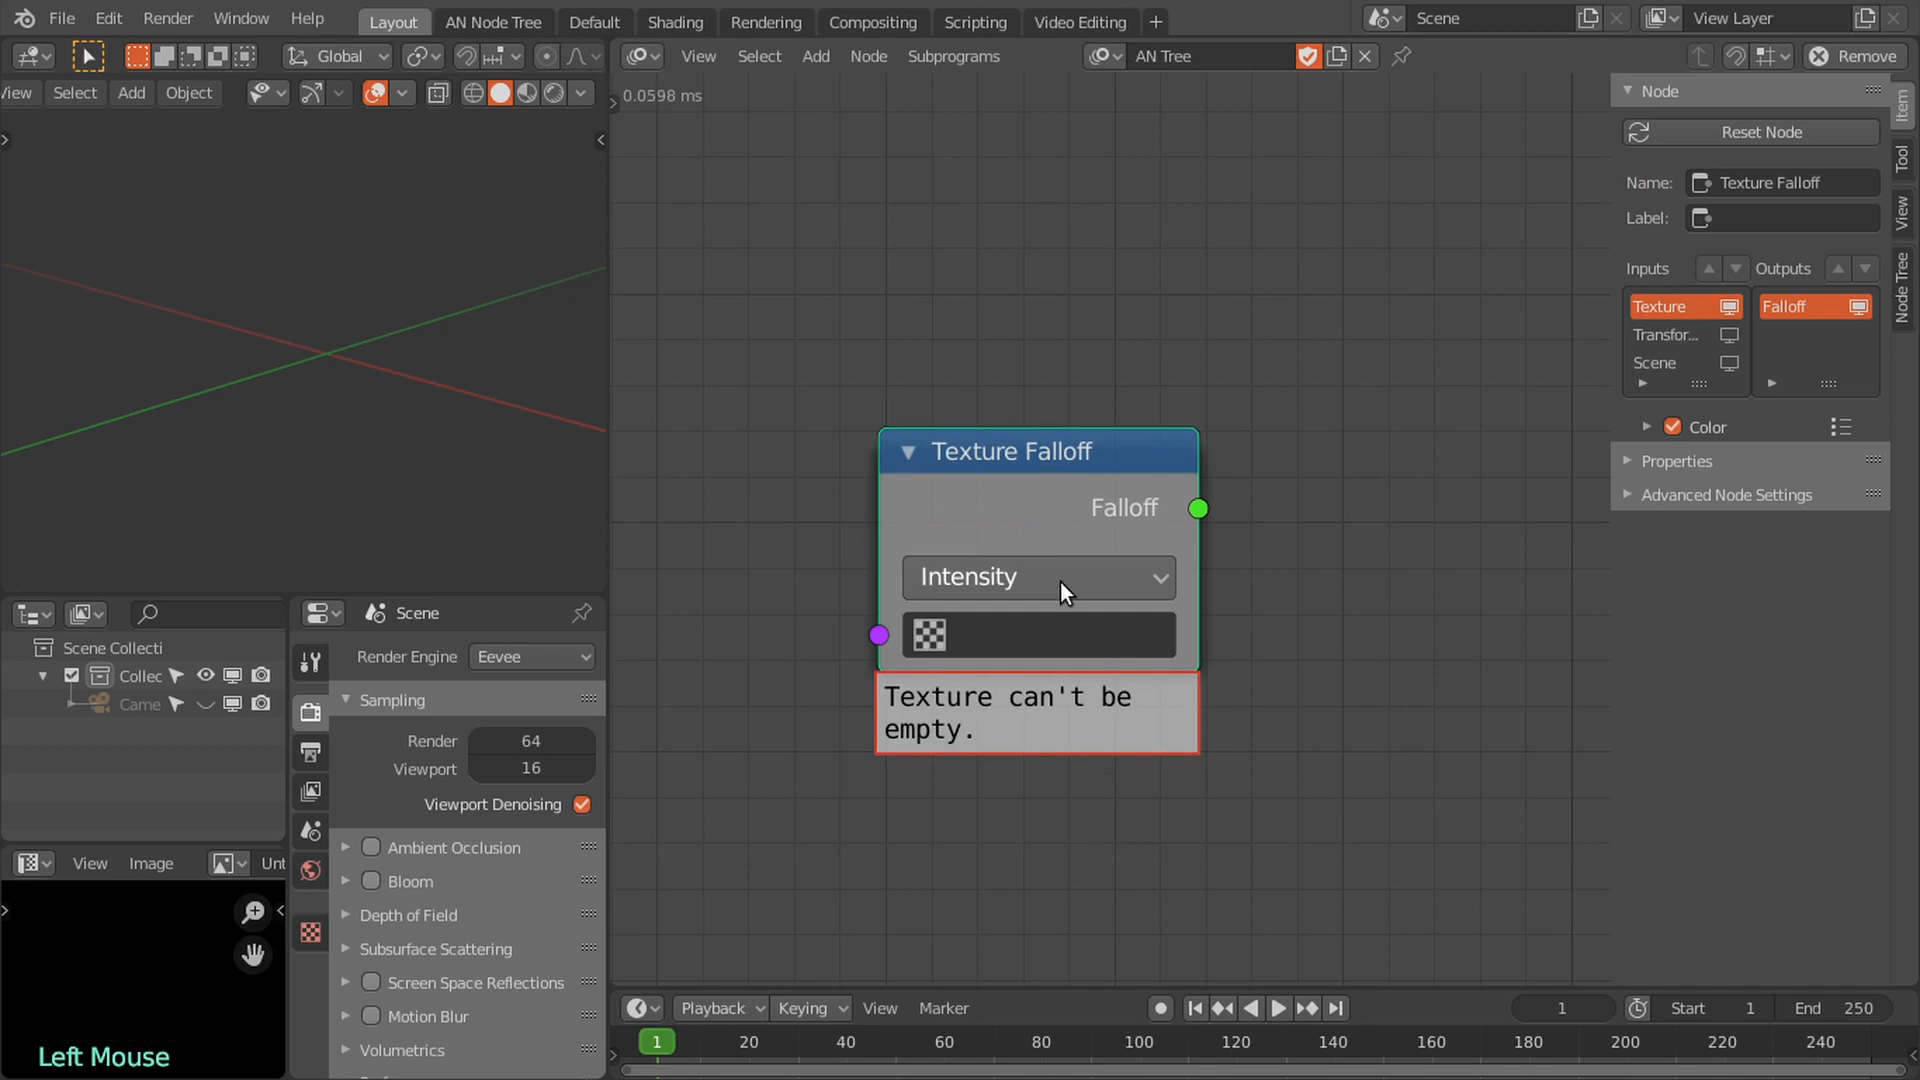 File Edit Render Window Help Layout AN Node Tree Default Shading Rendering Compositing Scripting Video Editing + Scene View Layer
Global View Select Add Node Subprograms AN Tree Remove
View Select Add Object
0.0598 ms
Node
Reset Node
Name: Texture Falloff
Label:
Inputs Outputs
Texture Falloff
Transfor...
Scene
Color
Properties
Advanced Node Settings
Item
Tool
View
Node Tree
Texture Falloff
Falloff
Intensity
Texture can't be
empty.
Scene
Scene Collecti
Collec
Came
Render Engine Eevee
Sampling
Render 64
Viewport 16
Viewport Denoising
Ambient Occlusion
Bloom
Depth of Field
Subsurface Scattering
Screen Space Reflections
Motion Blur
Volumetrics
View Image Unt
Left Mouse
Playback Keying View Marker 1 Start 1 End 250
1 20 40 60 80 100 120 140 160 180 200 220 240